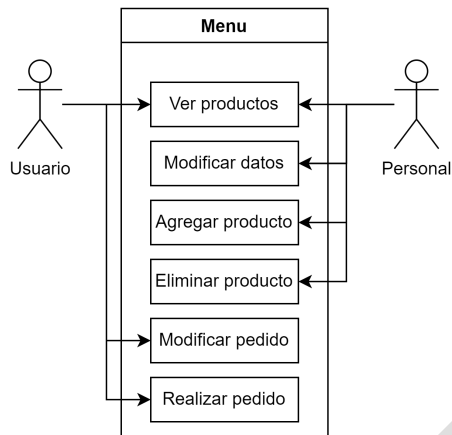 Menu
Ver productos
Modificar datos
Usuario
Personal
Agregar producto
Eliminar producto
Modificar pedido
Realizar pedido